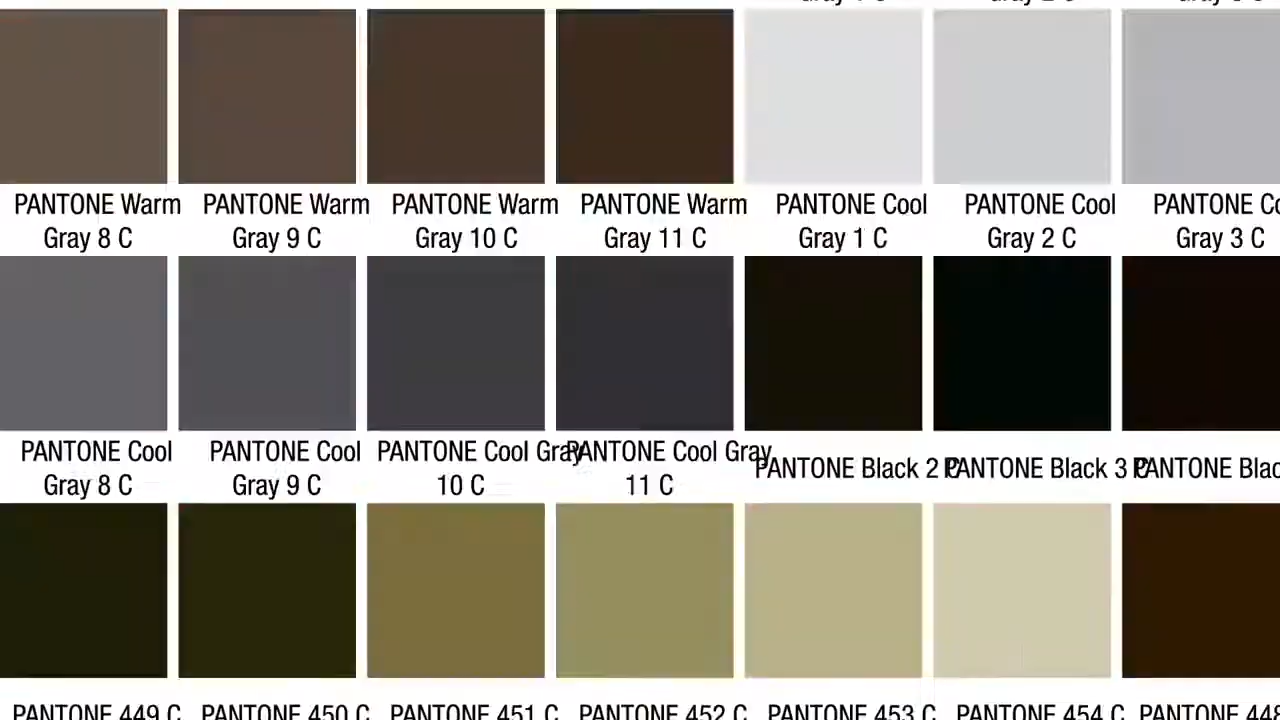 PANTONE Warm Gray 8 C
PANTONE Warm Gray 9 C
PANTONE Warm Gray 10 C
PANTONE Warm Gray 11 C
PANTONE Cool Gray 1 C
PANTONE Cool Gray 2 C
PANTONE Co
Gray 3 C
PANTONE Cool Gray 8 C
PANTONE Cool Gray 9 C
PANTONE Cool Gray 10 C
PANTONE Cool Gray 11 C
PANTONE Black 2 C
PANTONE Black 3 C
PANTONE Blac
PANTONE 449 C
PANTONE 450 C
PANTONE 451 C
PANTONE 452 C
PANTONE 453 C
PANTONE 454 C
PANTONE